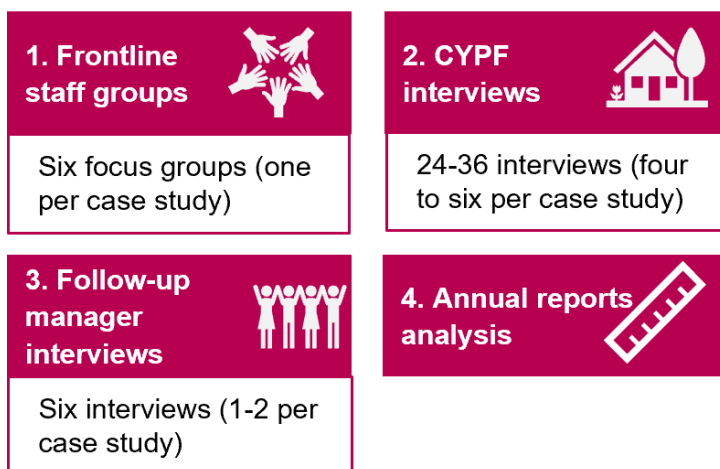 1. Frontline
staff groups
Six focus groups (one
per case study)
2. CYPF
interviews
24-36 interviews (four
to six per case study)
3. Follow-up
manager
interviews
Six interviews (1-2 per
case study)
4. Annual reports
analysis